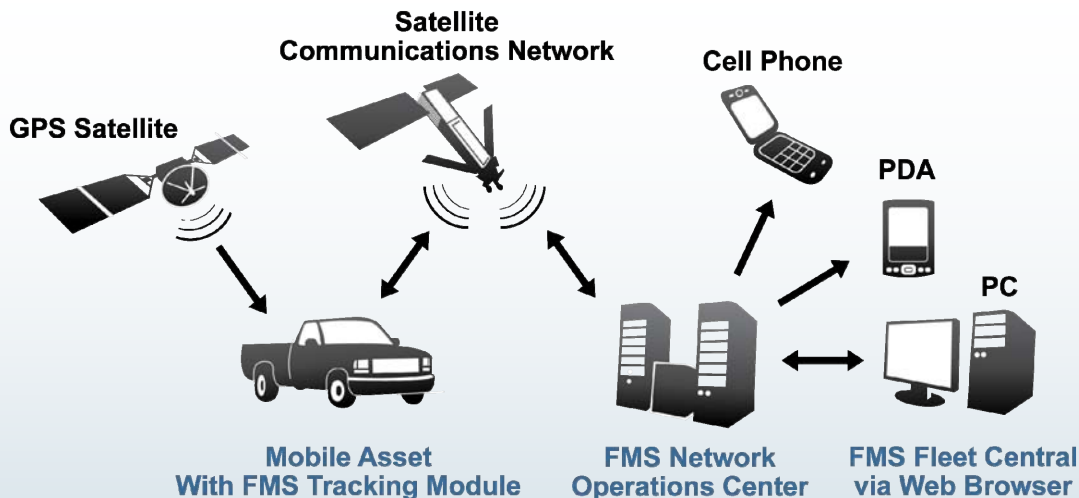 Satellite
Communications Network
Cell Phone
GPS Satellite
PDA
PC
Mobile Asset
With FMS Tracking Module
FMS Network
Operations Center
FMS Fleet Central
via Web Browser